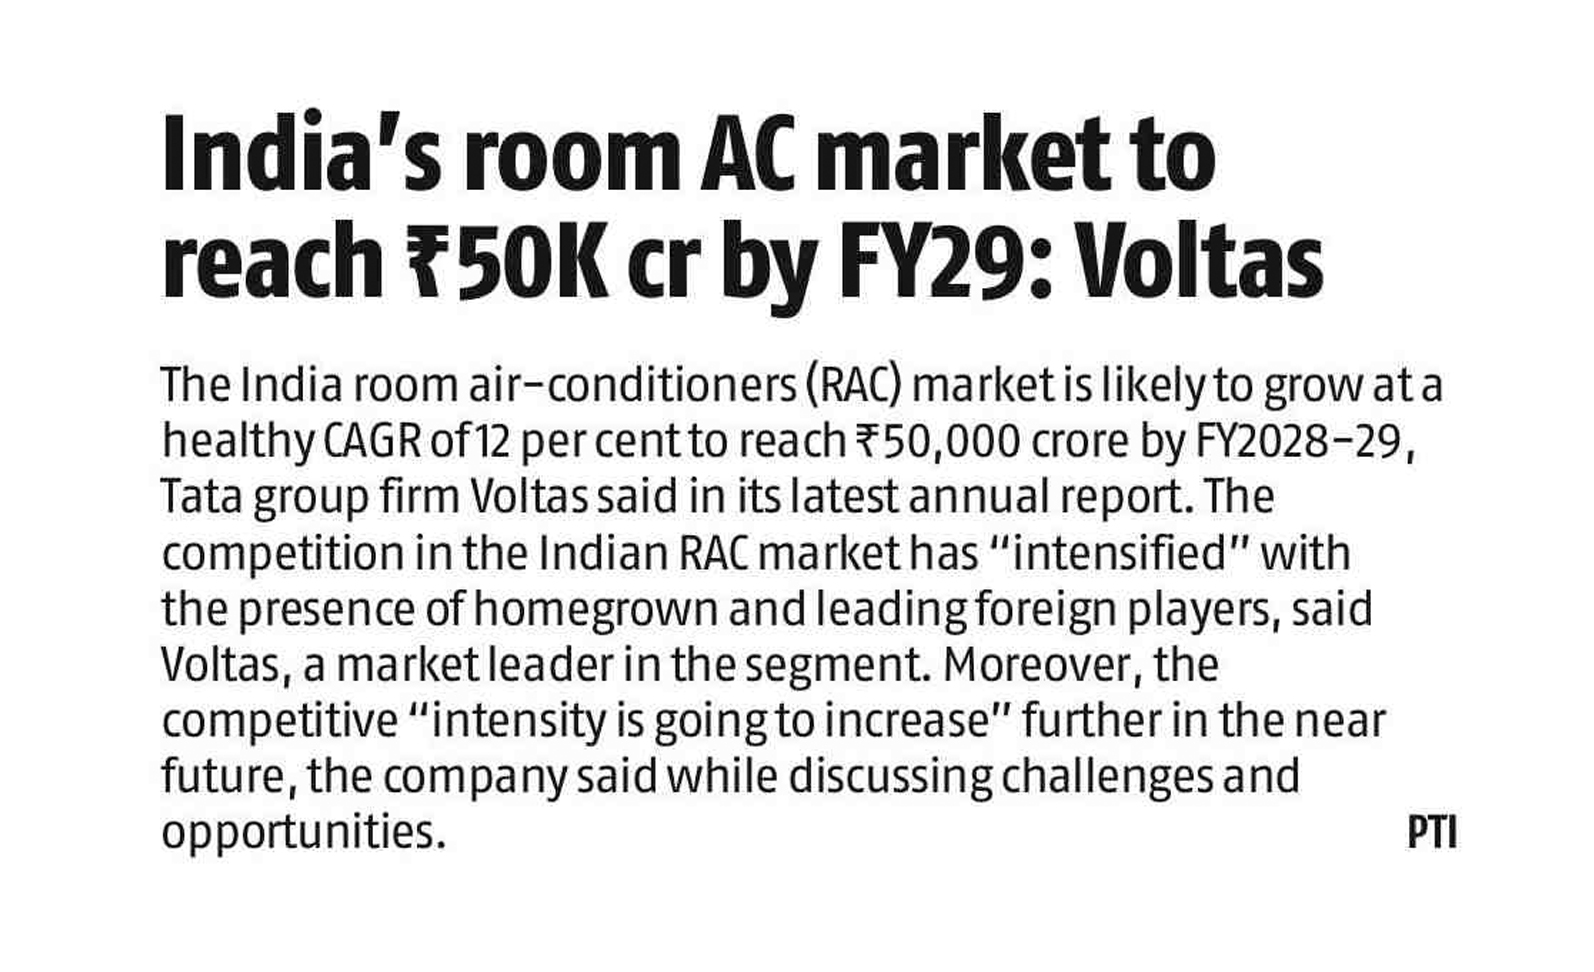 India’s room AC market to
reach ₹50K cr by FY29: Voltas
The India room air-conditioners (RAC) market is likely to grow at a
healthy CAGR of 12 per cent to reach ₹50,000 crore by FY2028-29,
Tata group firm Voltas said in its latest annual report. The
competition in the Indian RAC market has “intensified” with
the presence of homegrown and leading foreign players, said
Voltas, a market leader in the segment. Moreover, the
competitive “intensity is going to increase” further in the near
future, the company said while discussing challenges and
opportunities. PTI